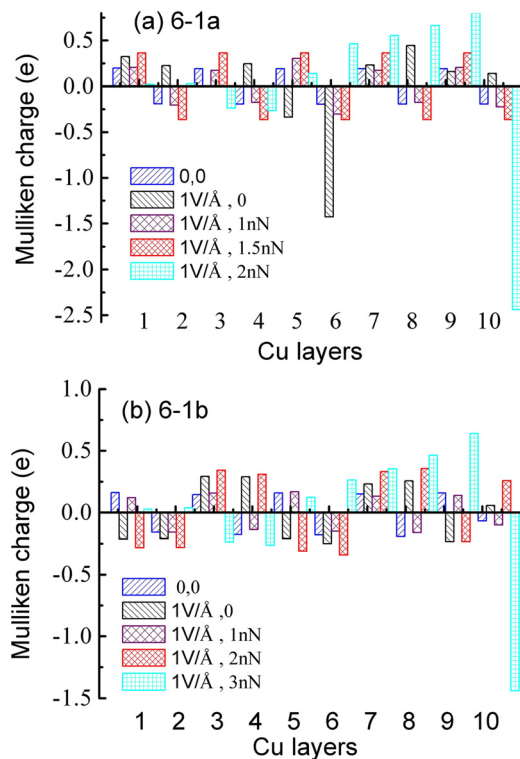 (a) 6-1a
0.5
0.0
-0.5
-1.0
-1.5
-2.0
-2.5
Mulliken charge (e)
0,0
1V/Å , 0
1V/Å , 1nN
1V/Å , 1.5nN
1V/Å , 2nN
1 2 3 4 5 6 7 8 9 10
Cu layers
(b) 6-1b
1.0
0.5
0.0
-0.5
-1.0
-1.5
Mulliken charge (e)
0,0
1V/Å ,0
1V/Å , 1nN
1V/Å , 2nN
1V/Å , 3nN
1 2 3 4 5 6 7 8 9 10
Cu layers